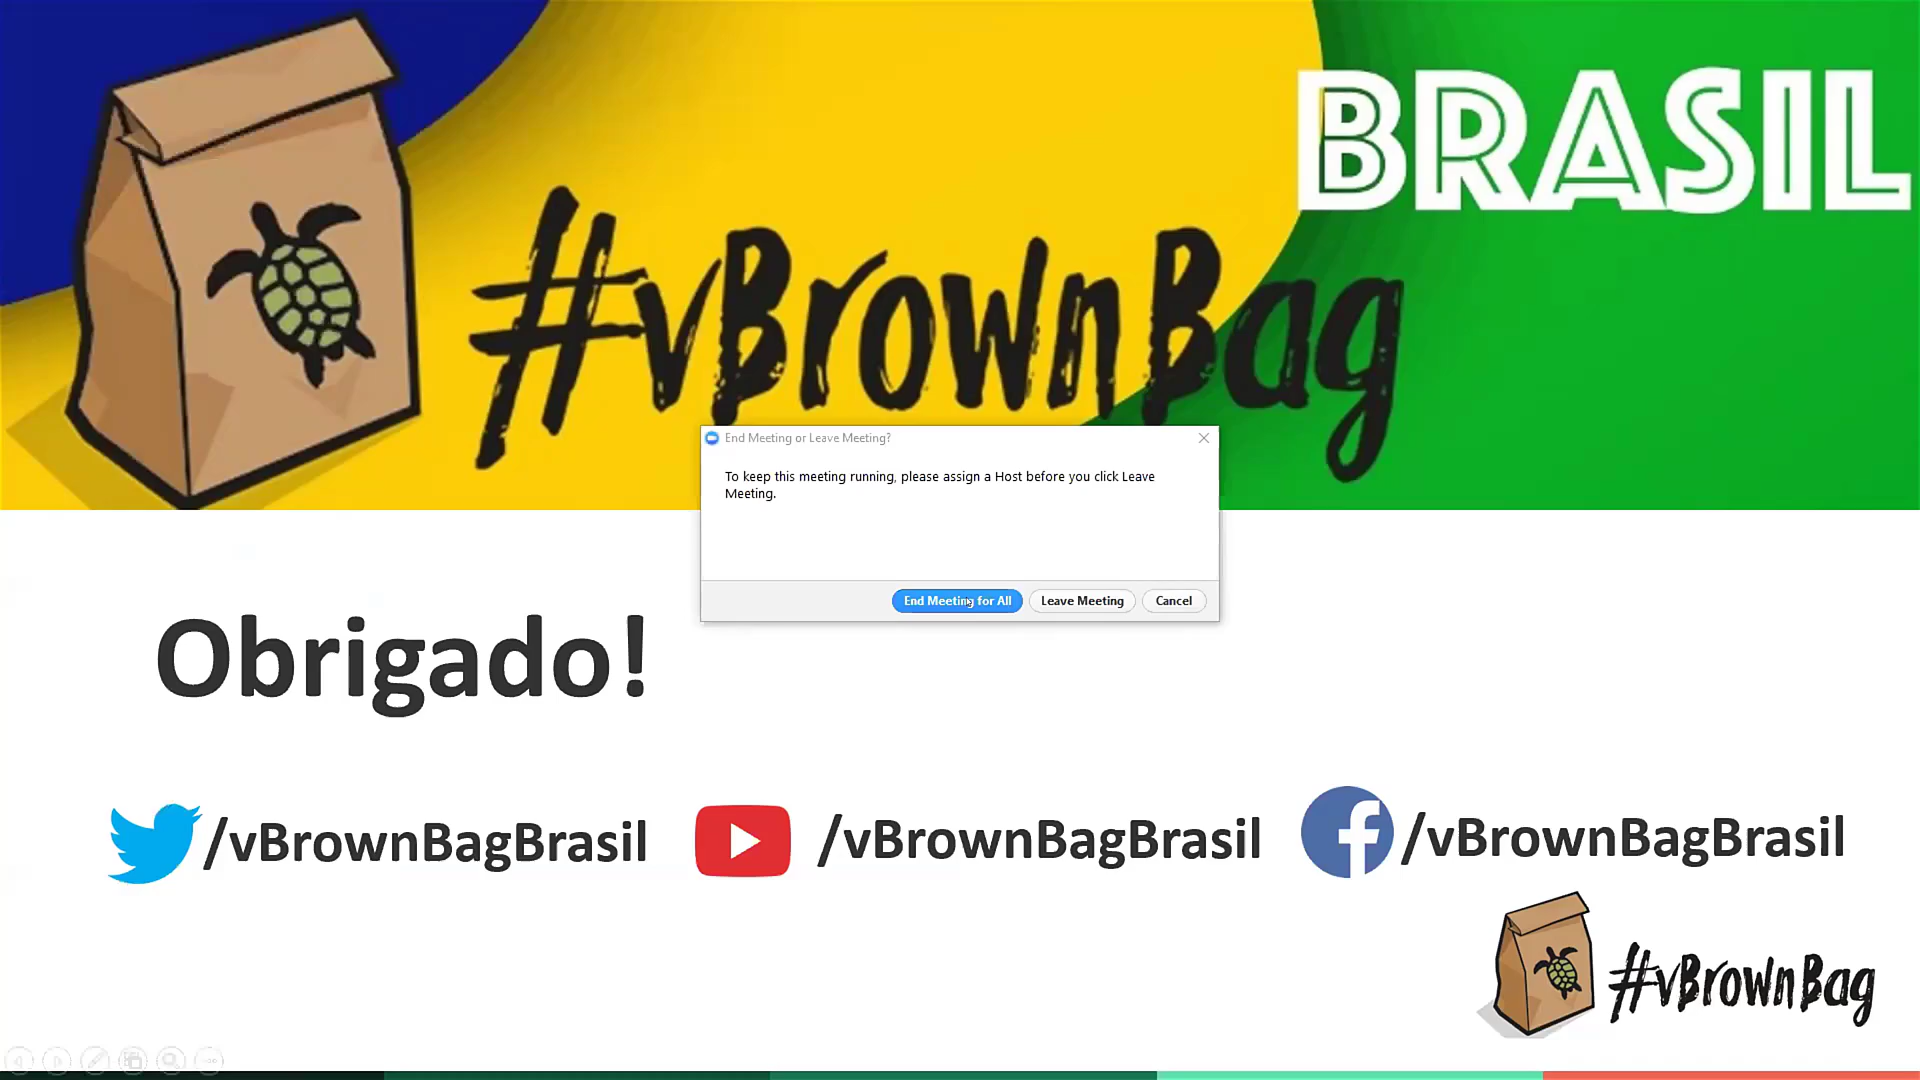 BRASIL
#vBrownBag
End Meeting or Leave Meeting?
To keep this meeting running, please assign a Host before you click Leave
Meeting.
End Meeting for All
Leave Meeting
Cancel
Obrigado!
/vBrownBagBrasil
/vBrownBagBrasil
/vBrownBagBrasil
#vBrownBag